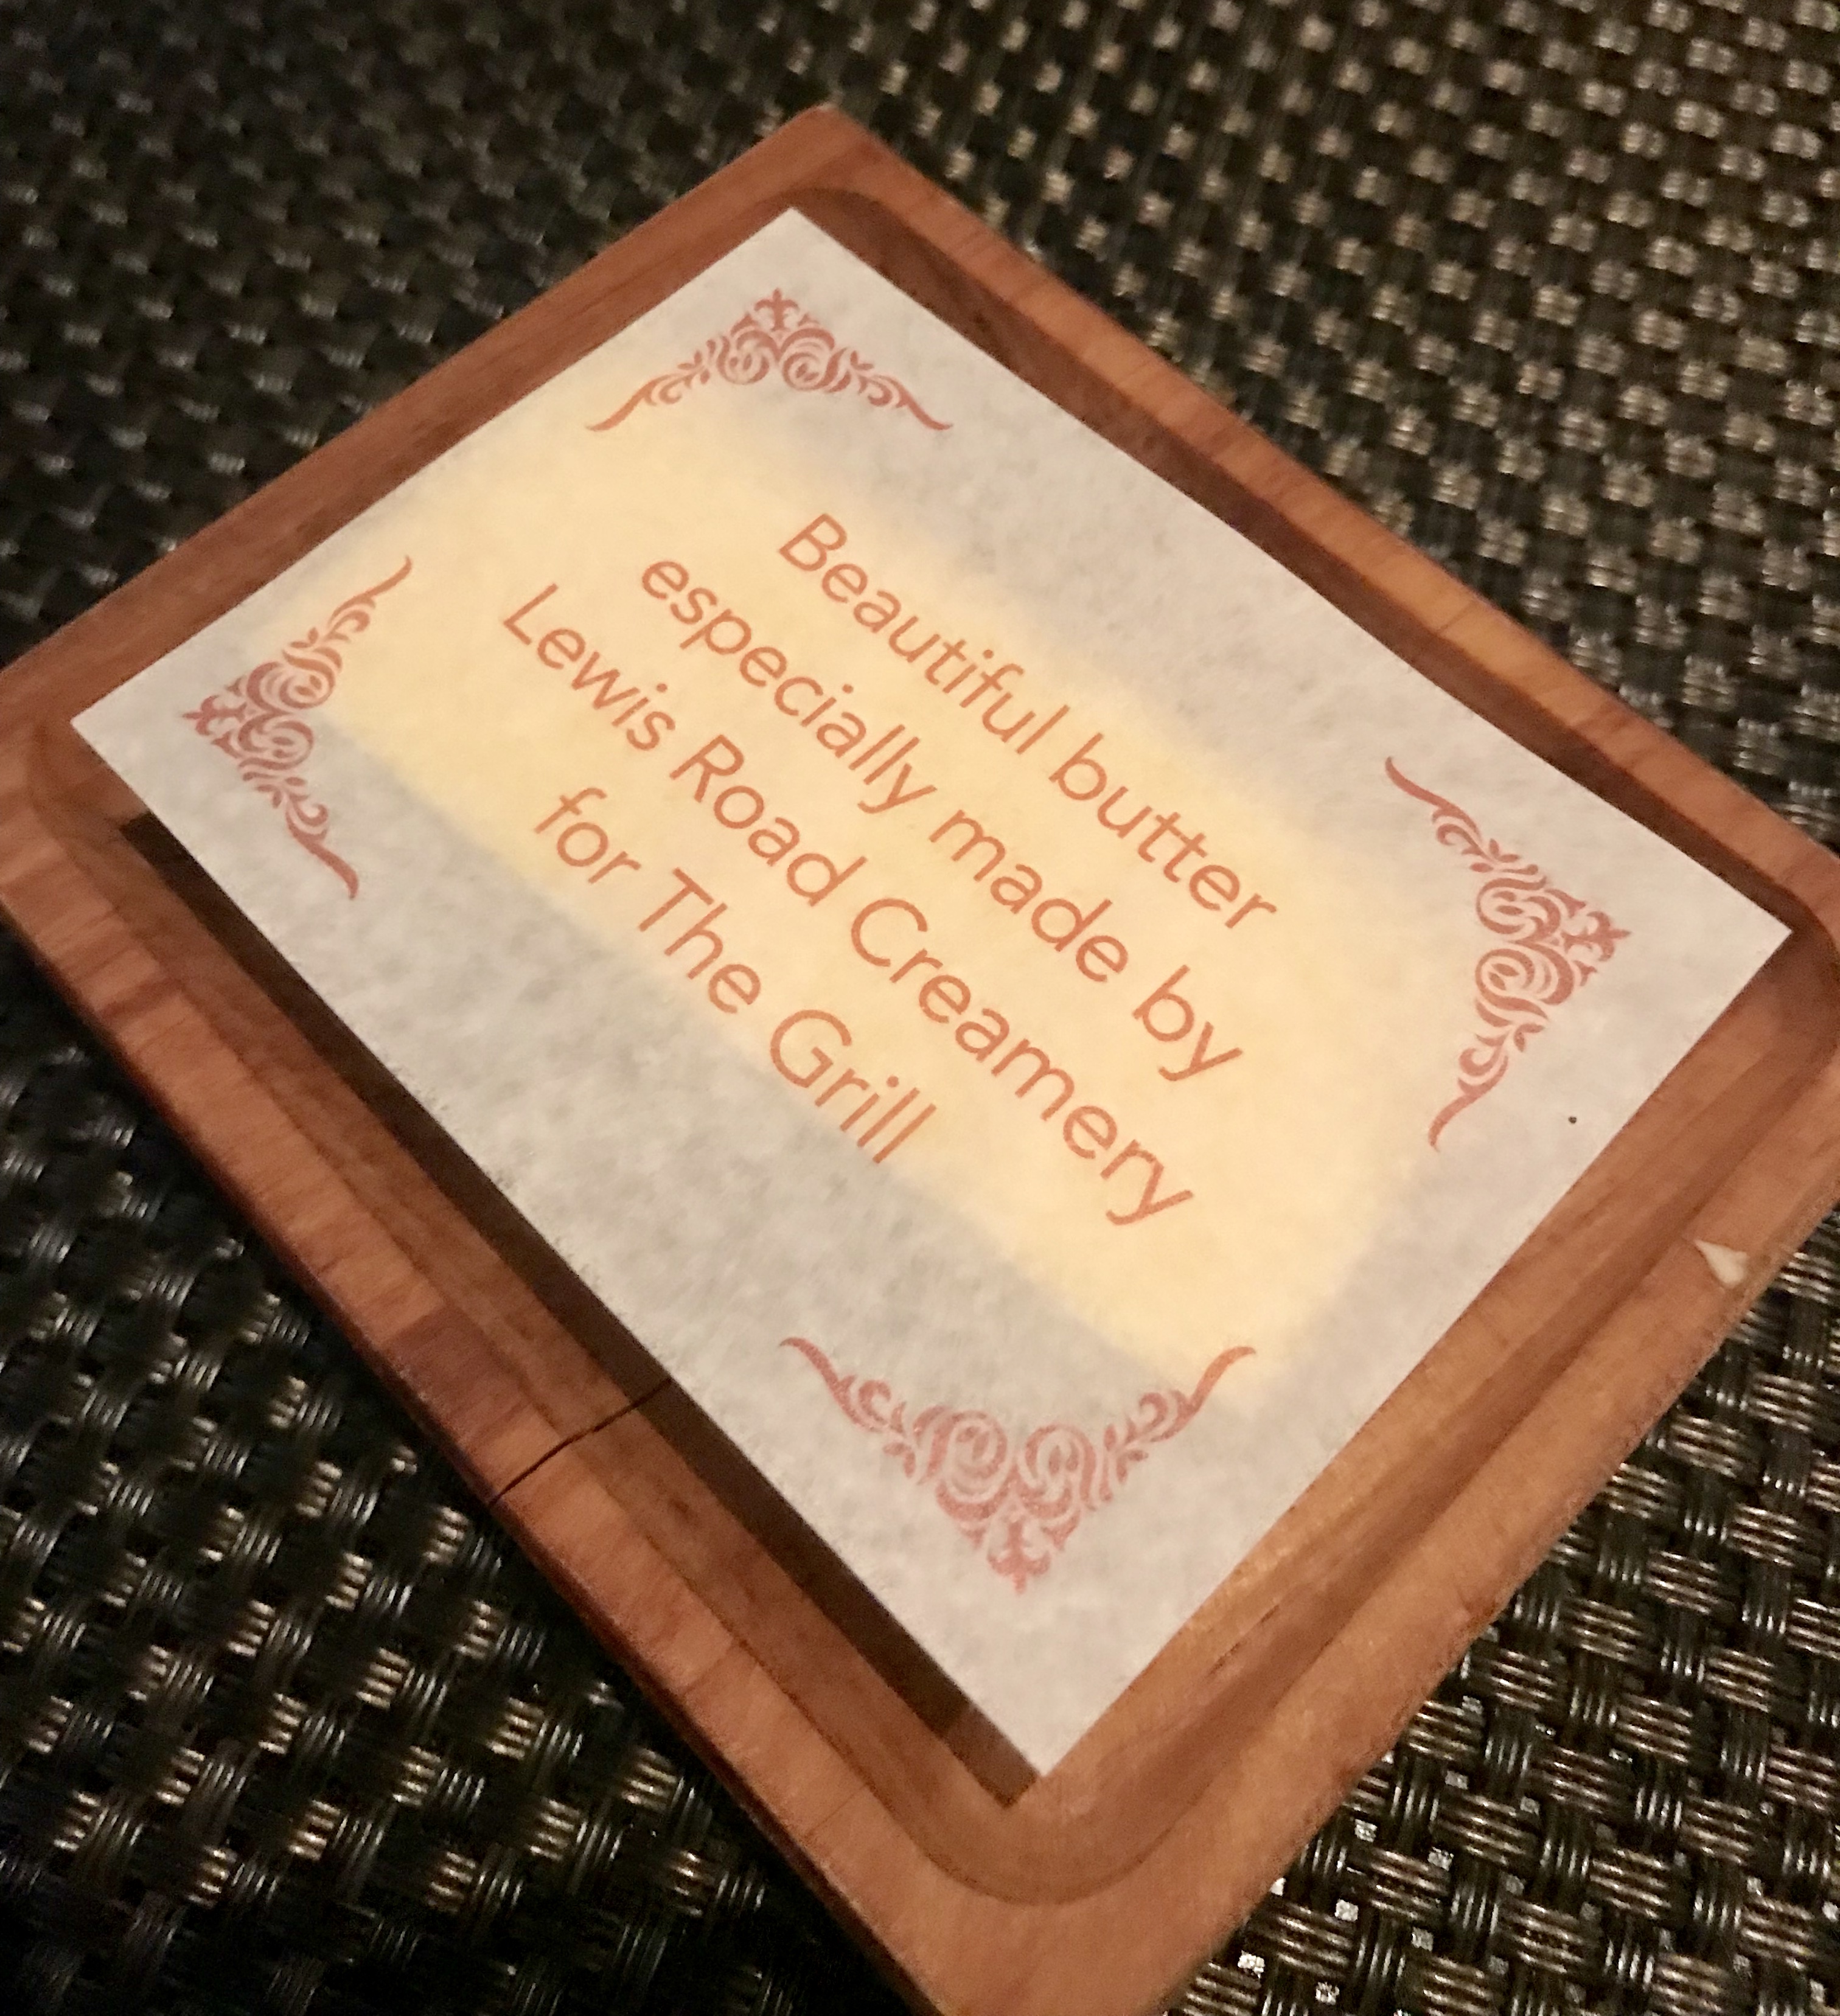 Beautiful butter
especially made by
Lewis Road Creamery
for The Grill